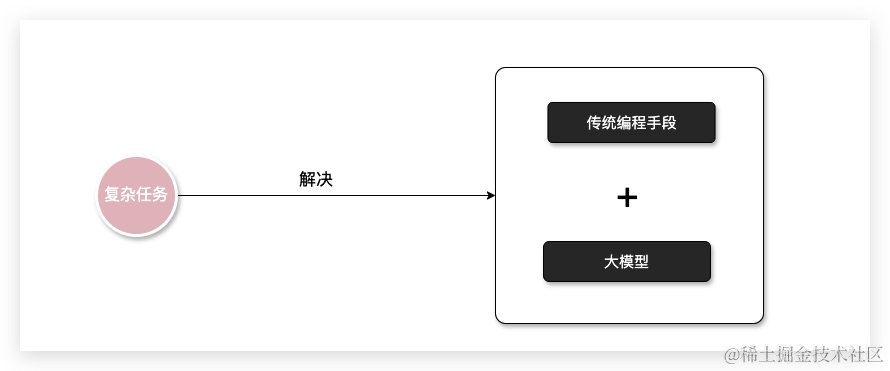 传统编程手段
解决
复杂任务
+
大模型
@稀土掘金技术社区